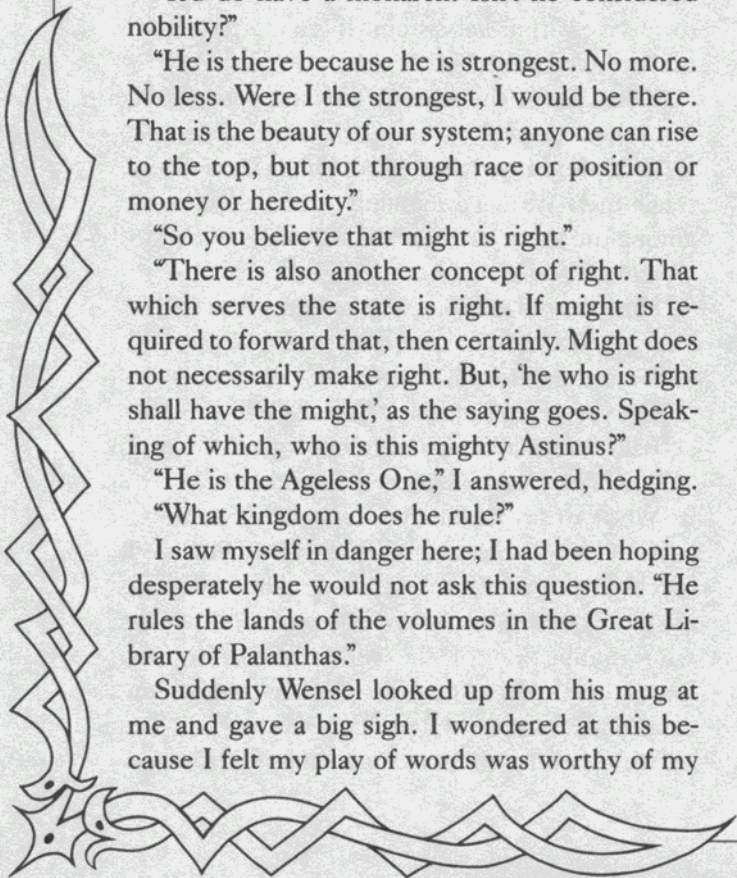 nobility?”
“He is there because he is strongest. No more.
No less. Were I the strongest, I would be there.
That is the beauty of our system; anyone can rise
to the top, but not through race or position or
money or heredity.”
“So you believe that might is right.”
“There is also another concept of right. That
which serves the state is right. If might is re-
quired to forward that, then certainly. Might does
not necessarily make right. But, ‘he who is right
shall have the might,’ as the saying goes. Speak-
ing of which, who is this mighty Astinus?”
“He is the Ageless One,” I answered, hedging.
“What kingdom does he rule?”
I saw myself in danger here; I had been hoping
desperately he would not ask this question. “He
rules the lands of the volumes in the Great Li-
brary of Palanthas.”
Suddenly Wensel looked up from his mug at
me and gave a big sigh. I wondered at this be-
cause I felt my play of words was worthy of my